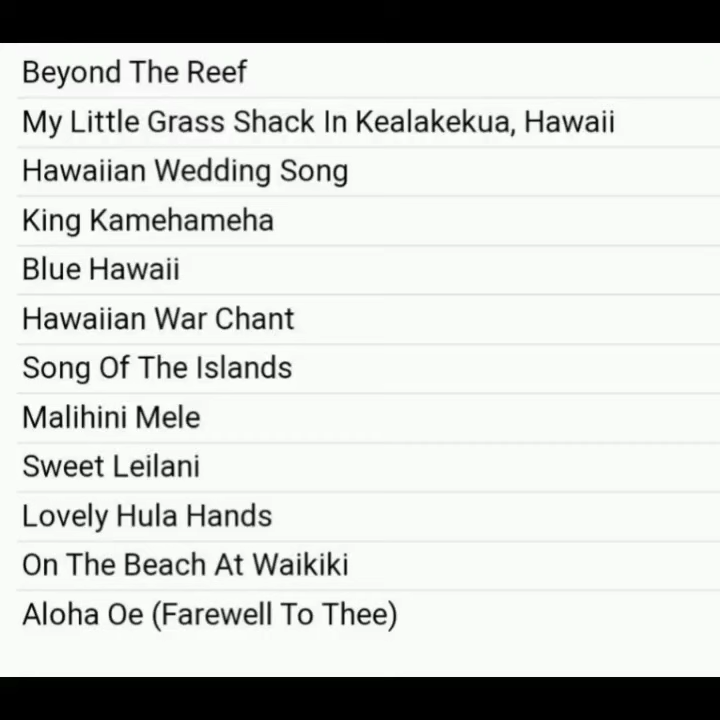 Beyond The Reef
My Little Grass Shack In Kealakekua, Hawaii
Hawaiian Wedding Song
King Kamehameha
Blue Hawaii
Hawaiian War Chant
Song Of The Islands
Malihini Mele
Sweet Leilani
Lovely Hula Hands
On The Beach At Waikiki
Aloha Oe (Farewell To Thee)